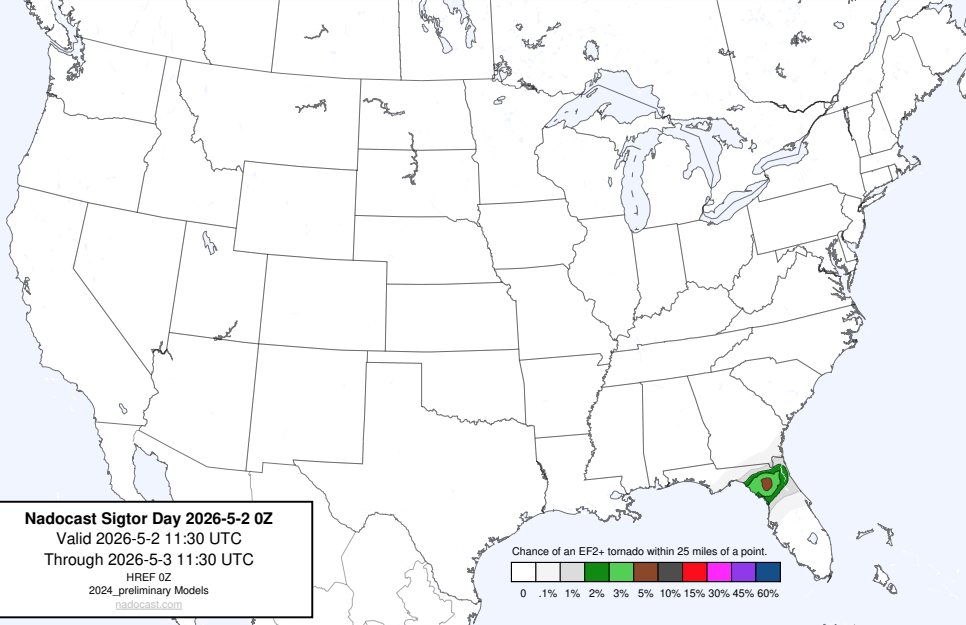 Nadocast Sigtor Day 2026-5-2 0Z
Valid 2026-5-2 11:30 UTC
Through 2026-5-3 11:30 UTC
HREF 0Z
2024_preliminary Models
nadocast.com
Chance of an EF2+ tornado within 25 miles of a point.
0 .1% 1% 2% 3% 5% 10% 15% 30% 45% 60%